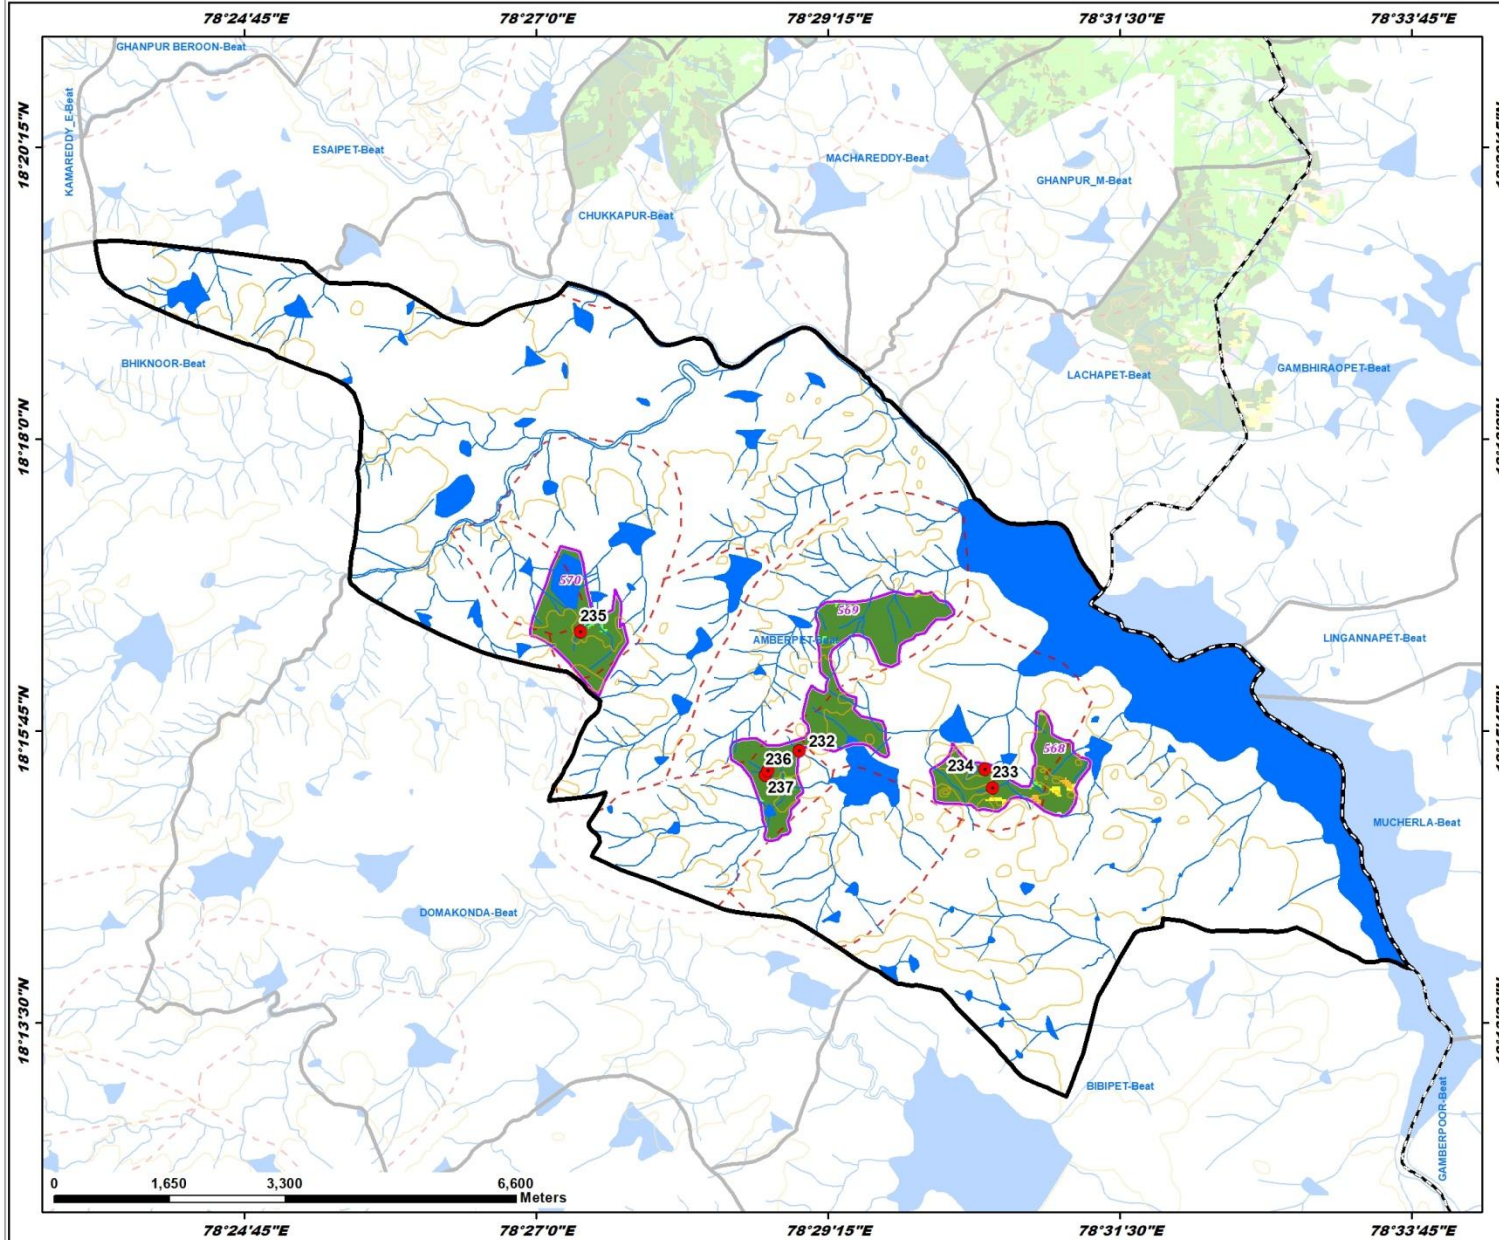 78°24'45"E 78°27'0"E 78°29'15"E 78°31'30"E 78°33'45"E
GHANPUR BEROON-Beat
KAMAREDDY_E-Beat
18°20'15"N
ESAIPET-Beat
MACHAREDDY-Beat
GHANPUR_M-Beat
CHUKKAPUR-Beat
BHIKNOOR-Beat
LACHAPET-Beat
GAMBHIRAOPET-Beat
18°18'0"N
570
235
569
AMBERPET-Beat
LINGANNAPET-Beat
18°15'45"N
232
236
237
234
233
568
MUCHERLA-Beat
DOMAKONDA-Beat
18°13'30"N
BIBIPET-Beat
GAMBERPOOR-Beat
0 1,650 3,300 6,600
Meters
78°24'45"E 78°27'0"E 78°29'15"E 78°31'30"E 78°33'45"E